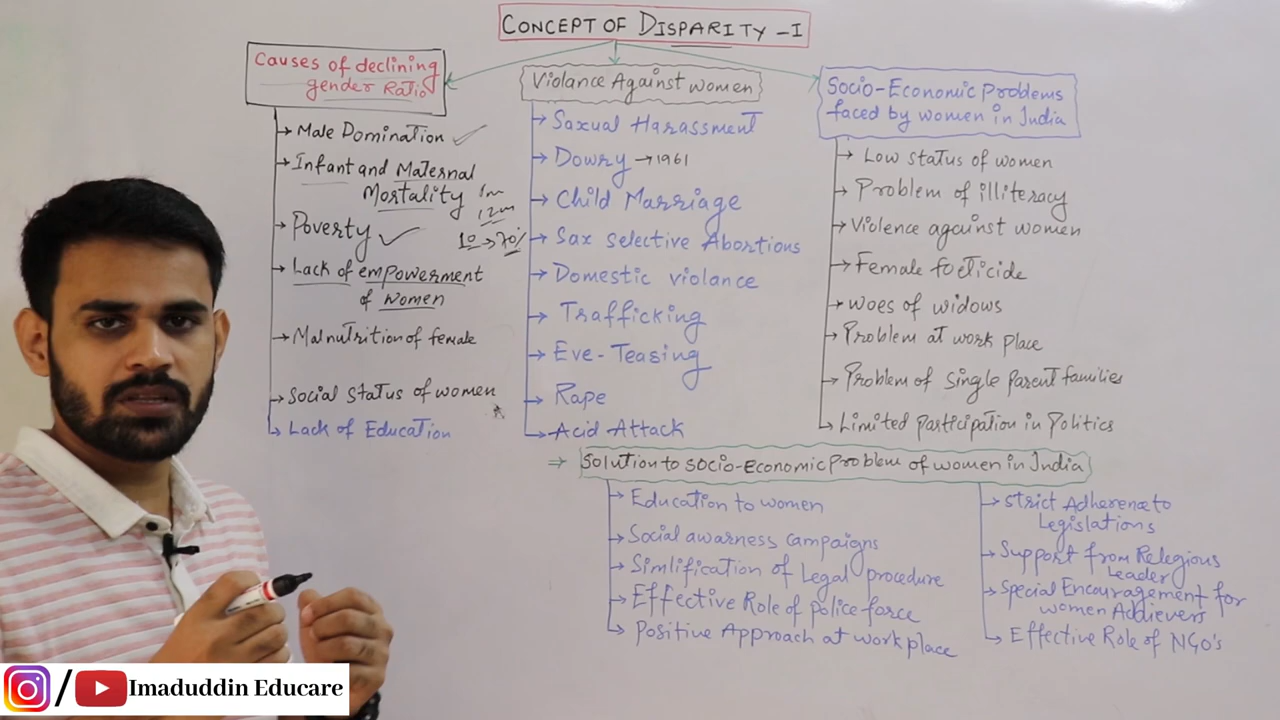 CONCEPT OF DISPARITY -I
Causes of declining
gender Ratio
Male Domination
Infant and Maternal
Mortality
1m
12m
Poverty
10 → 70%
Lack of empowerment
of women
Malnutrition of female
Social Status of women
Lack of Education
Violance Against women
Saxual Harassment
Dowry → 1961
Child Marriage
Sax selective Abortions
Domestic violance
Trafficking
Eve-Teasing
Rape
Acid Attack
Socio-Economic Problems
faced by women in India
Low status of women
Problem of illiteracy
Violence against women
Female foeticide
Woes of widows
Problem at work place
Problem of Single Parent families
Limited Participation in Politics
⇒ Solution to socio-economic Problem of women in India
Education to women
Social awarness campaigns
Simlification of Legal procedure
Effective Role of police force
Positive Approach at work place
Strict Adherence to
Legislations
Support from Relegious
Leader
Special Encouragement for
women Achievers
Effective Role of NGO's
Imaduddin Educare